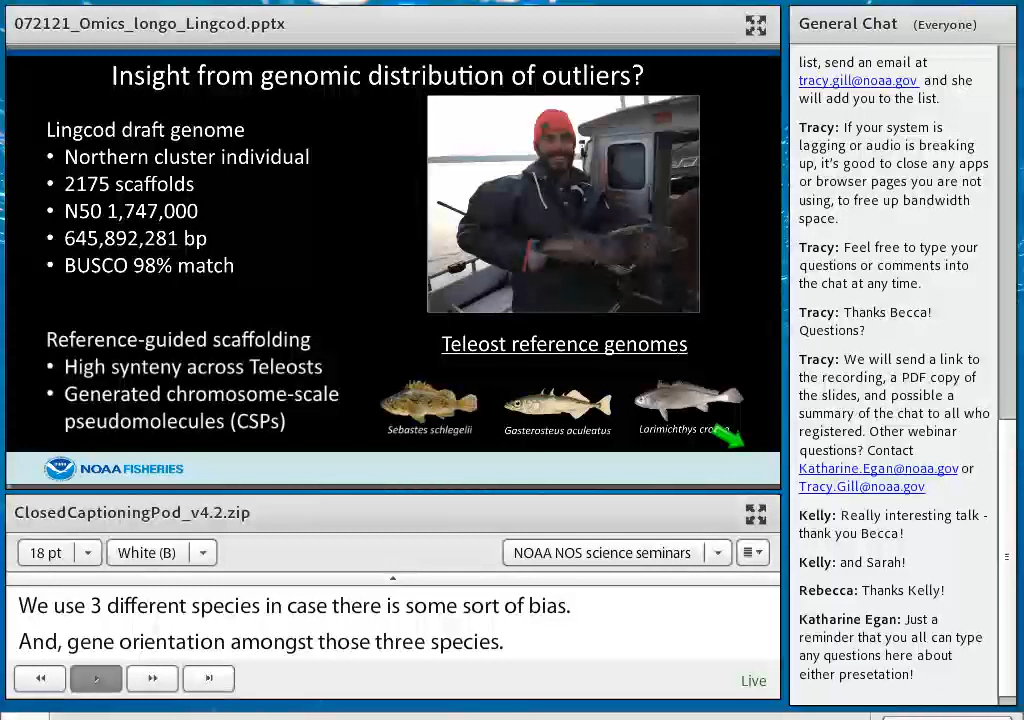 072121_Omics_longo_Lingcod.pptx
Insight from genomic distribution of outliers?
Lingcod draft genome
• Northern cluster individual
• 2175 scaffolds
• N50 1,747,000
• 645,892,281 bp
• BUSCO 98% match
Reference-guided scaffolding
• High synteny across Teleosts
• Generated chromosome-scale
pseudomolecules (CSPs)
Teleost reference genomes
Sebastes schlegelii
Gasterosteus aculeatus
Larimichthys
NOAA FISHERIES
ClosedCaptioningPod_v4.2.zip
18 pt
White (B)
NOAA NOS science seminars
We use 3 different species in case there is some sort of bias.
And, gene orientation amongst those three species.
Live
General Chat (Everyone)
list, send an email at
tracy.gill@noaa.gov and she
will add you to the list.
Tracy: If your system is
lagging or audio is breaking
up, it's good to close any apps
or browser pages you are not
using, to free up bandwidth
space.
Tracy: Feel free to type your
questions or comments into
the chat at any time.
Tracy: Thanks Becca!
Questions?
Tracy: We will send a link to
the recording, a PDF copy of
the slides, and possible a
summary of the chat to all who
registered. Other webinar
questions? Contact
Katharine.Egan@noaa.gov or
Tracy.Gill@noaa.gov
Kelly: Really interesting talk -
thank you Becca!
Kelly: and Sarah!
Rebecca: Thanks Kelly!
Katharine Egan: Just a
reminder that you all can type
any questions here about
either presetation!